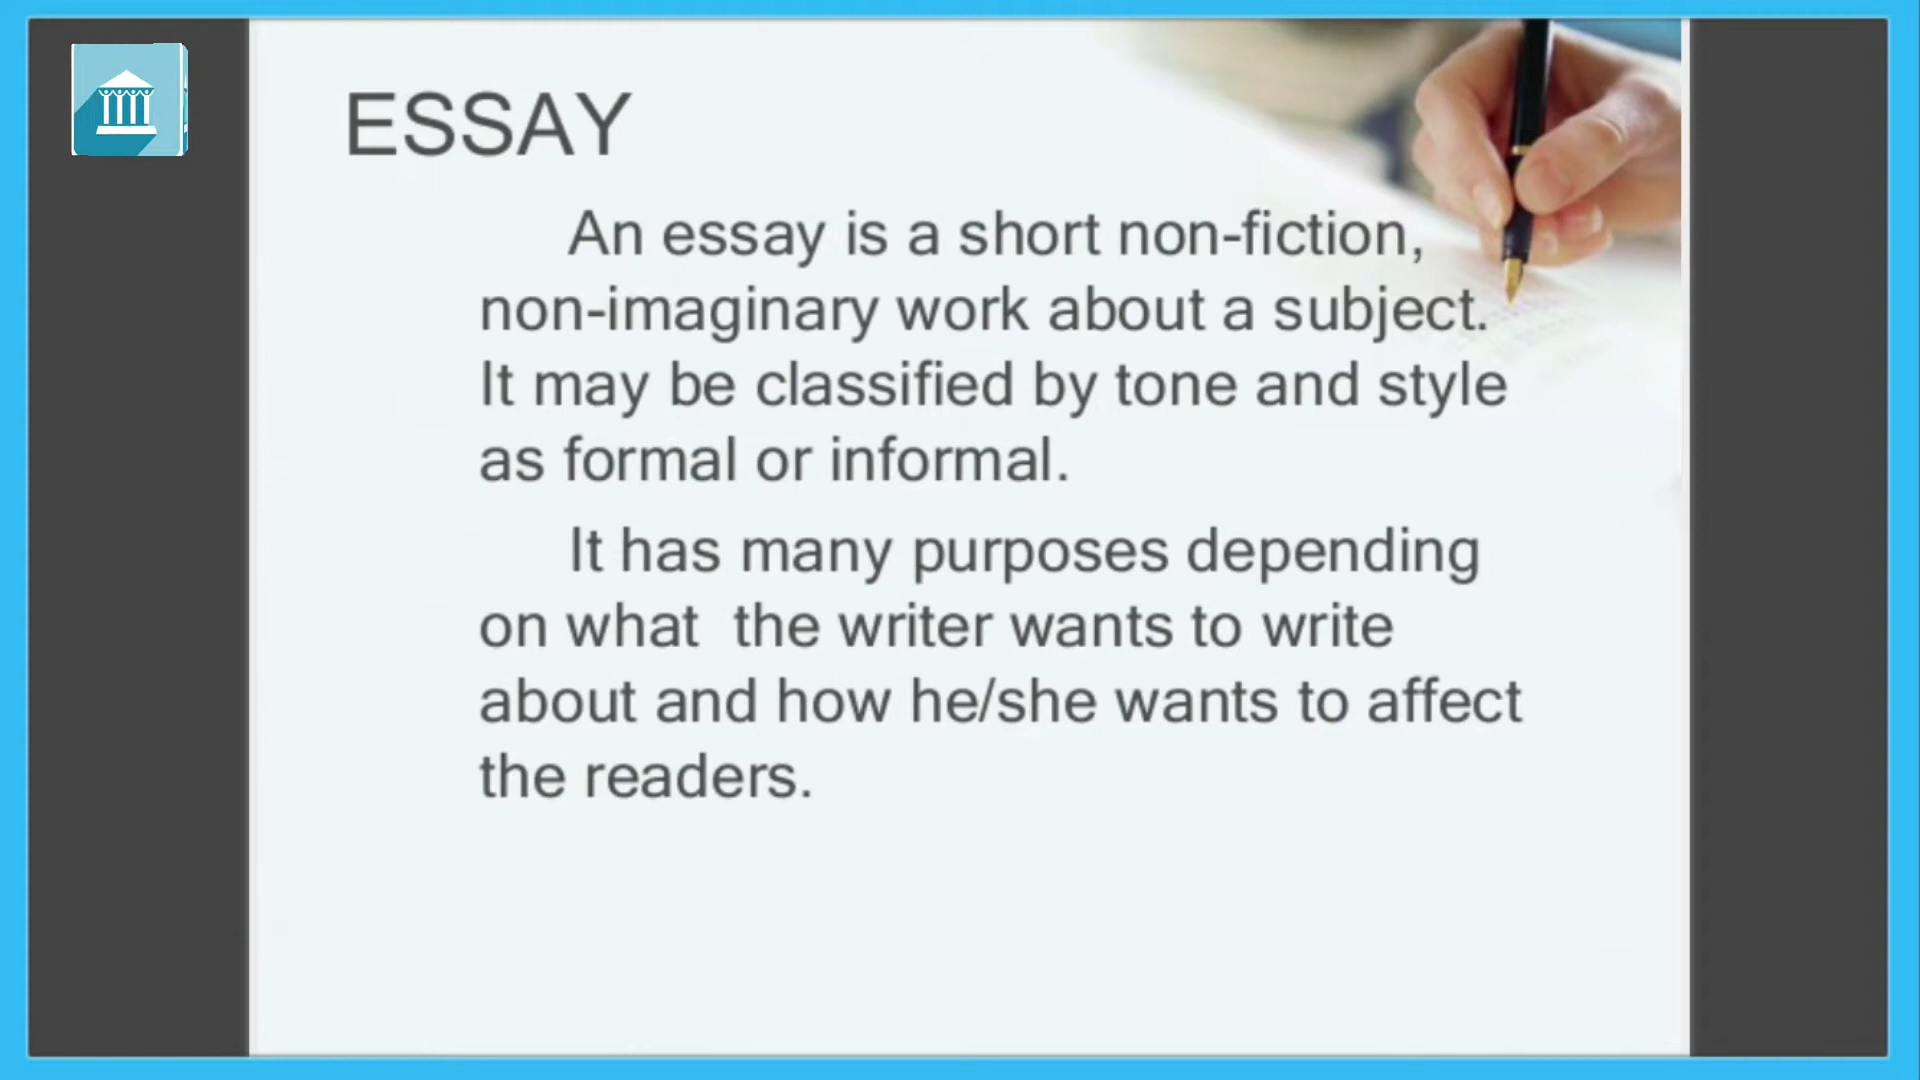 ESSAY
An essay is a short non-fiction,
non-imaginary work about a subject.
It may be classified by tone and style
as formal or informal.
It has many purposes depending
on what  the writer wants to write
about and how he/she wants to affect
the readers.